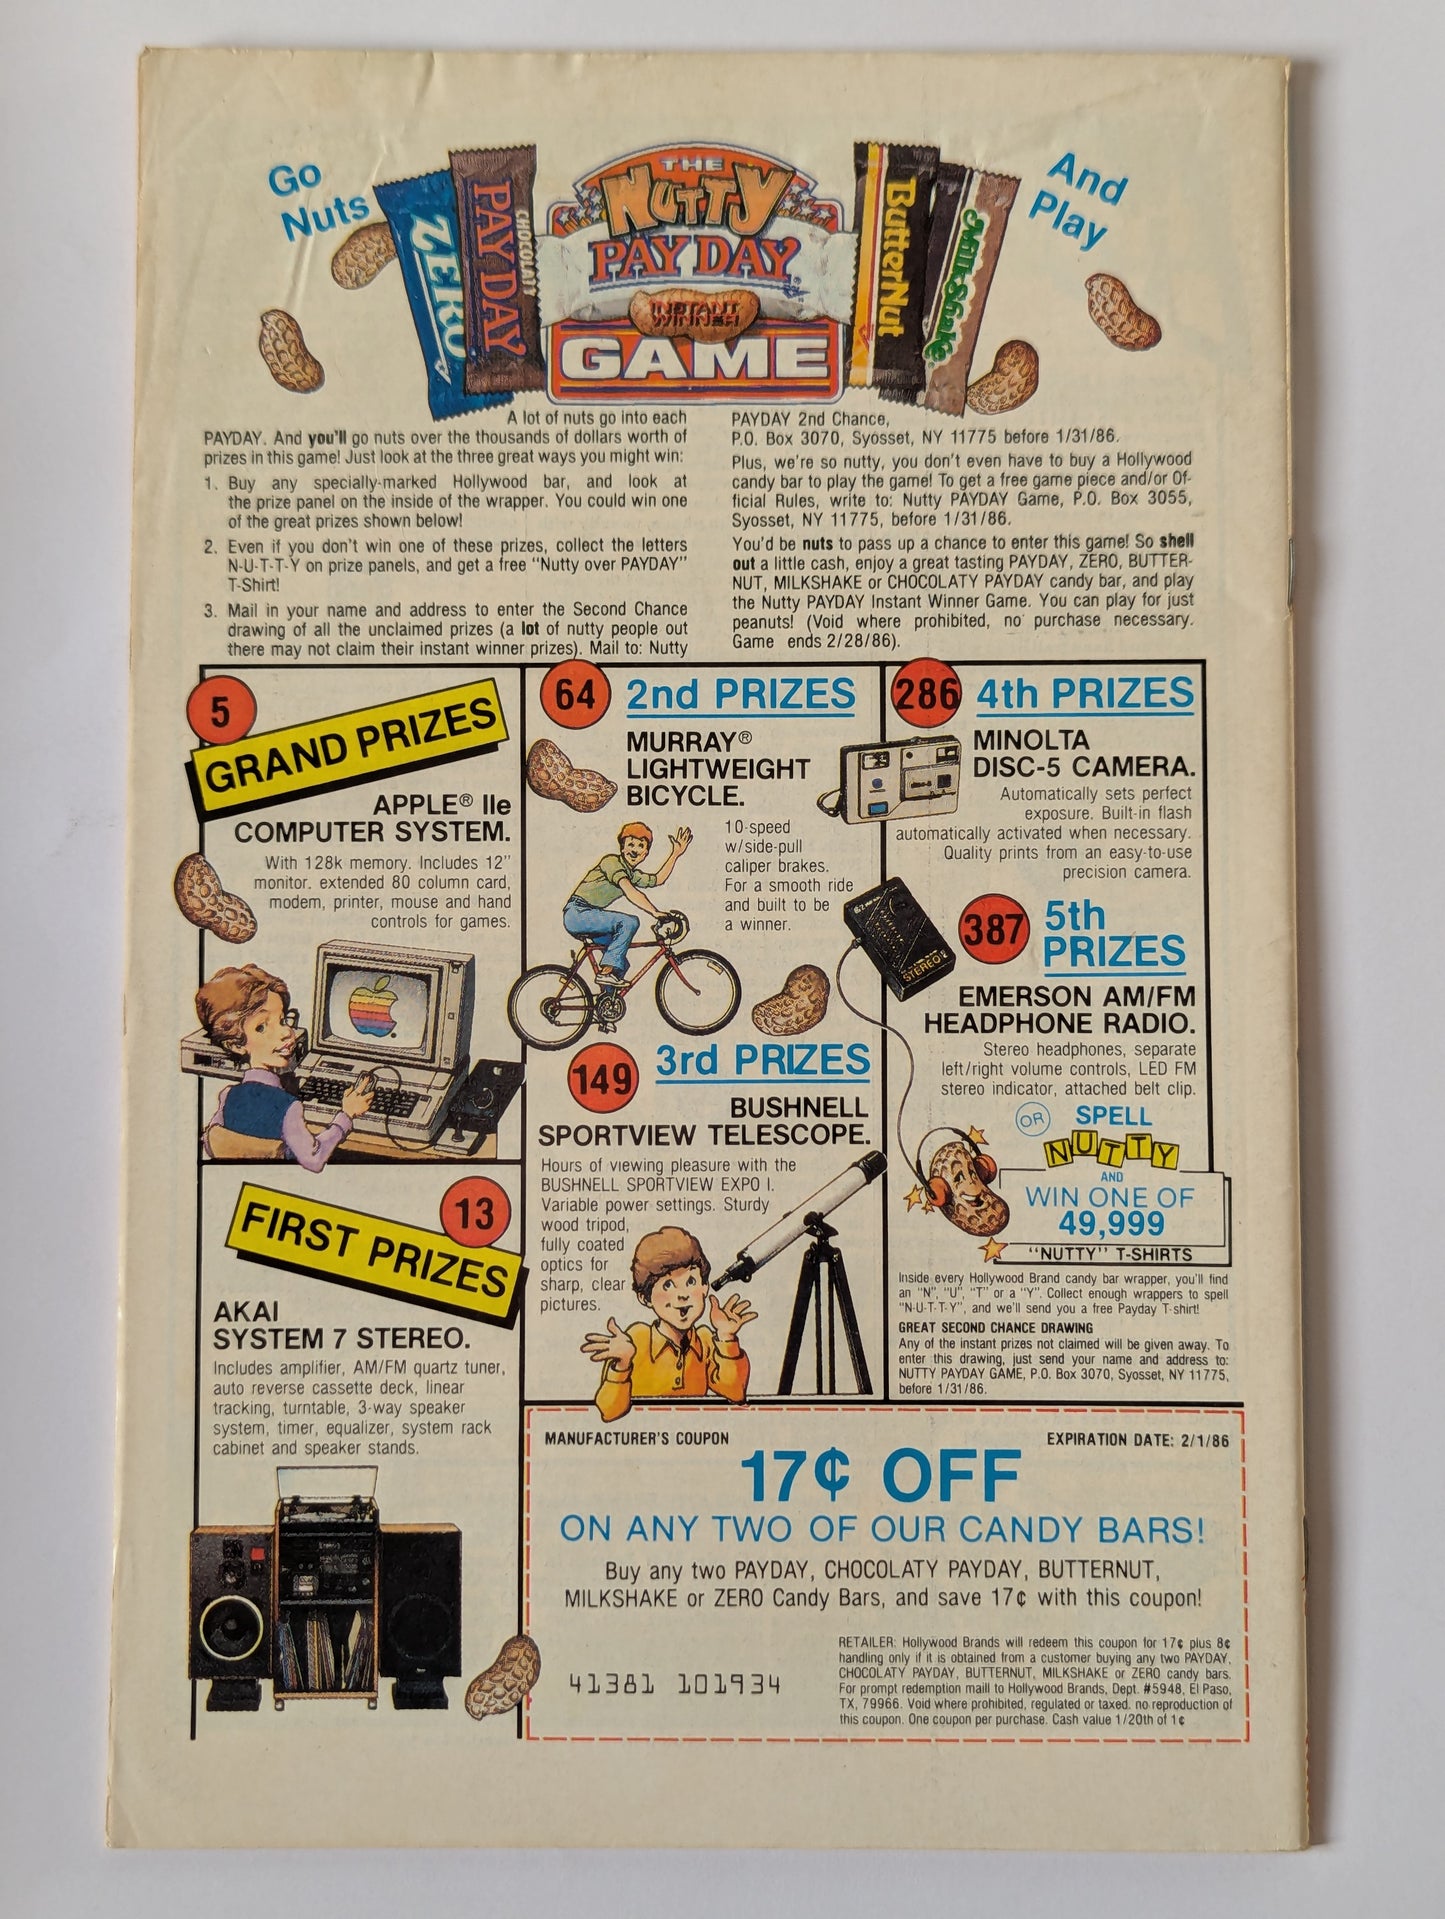 Go
Nuts
ZERO
PAY DAY
CHOCOLATY
THE
NUTTY
PAY DAY
INSTANT
WINNER
GAME
ButterNut
MilkShake
And
Play
A lot of nuts go into each
PAYDAY. And you'll go nuts over the thousands of dollars worth of
prizes in this game! Just look at the three great ways you might win:
1. Buy any specially-marked Hollywood bar, and look at
the prize panel on the inside of the wrapper. You could win one
of the great prizes shown below!
2. Even if you don't win one of these prizes, collect the letters
N-U-T-T-Y on prize panels, and get a free "Nutty over PAYDAY"
T-Shirt!
3. Mail in your name and address to enter the Second Chance
drawing of all the unclaimed prizes (a lot of nutty people out
there may not claim their instant winner prizes). Mail to: Nutty
PAYDAY 2nd Chance,
P.O. Box 3070, Syosset, NY 11775 before 1/31/86.
Plus, we're so nutty, you don't even have to buy a Hollywood
candy bar to play the game! To get a free game piece and/or Of-
ficial Rules, write to: Nutty PAYDAY Game, P.O. Box 3055,
Syosset, NY 11775, before 1/31/86.
You'd be nuts to pass up a chance to enter this game! So shell
out a little cash, enjoy a great tasting PAYDAY, ZERO, BUTTER-
NUT, MILKSHAKE or CHOCOLATY PAYDAY candy bar, and play
the Nutty PAYDAY Instant Winner Game. You can play for just
peanuts! (Void where prohibited, no purchase necessary.
Game ends 2/28/86).
5
GRAND PRIZES
APPLE® IIe
COMPUTER SYSTEM.
With 128k memory. Includes 12"
monitor. extended 80 column card,
modem, printer, mouse and hand
controls for games.
13
FIRST PRIZES
AKAI
SYSTEM 7 STEREO.
Includes amplifier, AM/FM quartz tuner,
auto reverse cassette deck, linear
tracking, turntable, 3-way speaker
system, timer, equalizer, system rack
cabinet and speaker stands.
64 2nd PRIZES
MURRAY®
LIGHTWEIGHT
BICYCLE.
10-speed
w/side-pull
caliper brakes.
For a smooth ride
and built to be
a winner.
149 3rd PRIZES
BUSHNELL
SPORTVIEW TELESCOPE.
Hours of viewing pleasure with the
BUSHNELL SPORTVIEW EXPO I.
Variable power settings. Sturdy
wood tripod,
fully coated
optics for
sharp, clear
pictures.
286 4th PRIZES
MINOLTA
DISC-5 CAMERA.
Automatically sets perfect
exposure. Built-in flash
automatically activated when necessary.
Quality prints from an easy-to-use
precision camera.
STEREO
387 5th
PRIZES
EMERSON AM/FM
HEADPHONE RADIO.
Stereo headphones, separate
left/right volume controls, LED FM
stereo indicator, attached belt clip.
OR SPELL
NUTTY
AND
WIN ONE OF
49,999
"NUTTY" T-SHIRTS
Inside every Hollywood Brand candy bar wrapper, you'll find
an "N", "U", "T" or a "Y". Collect enough wrappers to spell
"N-U-T-T-Y", and we'll send you a free Payday T-shirt!
GREAT SECOND CHANCE DRAWING
Any of the instant prizes not claimed will be given away. To
enter this drawing, just send your name and address to:
NUTTY PAYDAY GAME, P.O. Box 3070, Syosset, NY 11775,
before 1/31/86.
MANUFACTURER'S COUPON EXPIRATION DATE: 2/1/86
17¢ OFF
ON ANY TWO OF OUR CANDY BARS!
Buy any two PAYDAY, CHOCOLATY PAYDAY, BUTTERNUT,
MILKSHAKE or ZERO Candy Bars, and save 17¢ with this coupon!
41381 101934
RETAILER: Hollywood Brands will redeem this coupon for 17¢ plus 8¢
handling only if it is obtained from a customer buying any two PAYDAY,
CHOCOLATY PAYDAY, BUTTERNUT, MILKSHAKE or ZERO candy bars.
For prompt redemption maill to Hollywood Brands, Dept. #5948, El Paso,
TX, 79966. Void where prohibited, regulated or taxed, no reproduction of
this coupon. One coupon per purchase. Cash value 1/20th of 1¢